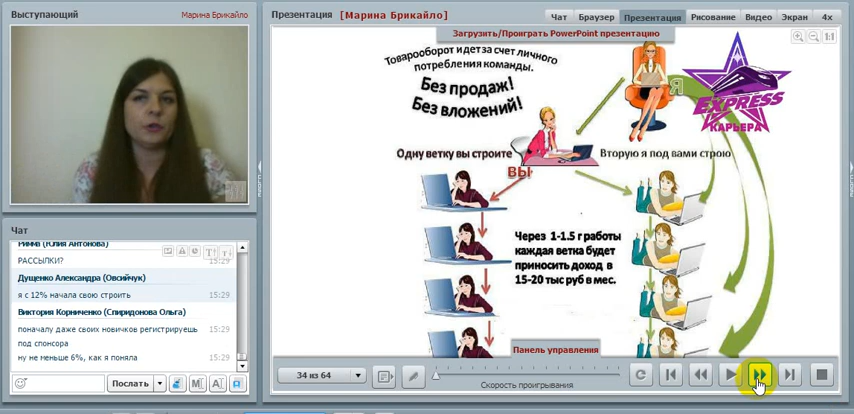 Выступающий
Марина Брикайло
Чат
Римма (Юлия Антонова)
РАССЫЛКИ?
15:29
Дущенко Александра (Овсийчук)
я с 12% начала свою строить
15:29
Виктория Корниченко (Спиридонова Ольга)
поначалу даже своих новичков регистрируешь
15:29
под спонсора
ну не меньше 6%, как я поняла
15:29
Послать
Презентация
[Марина Брикайло]
Чат
Браузер
Презентация
Рисование
Видео
Экран
4x
Загрузить/Проиграть PowerPoint презентацию
1:1
Товарооборот идет за счет личного
потребления команды.
Без продаж!
Без вложений!
Я
EXPRESS
КАРЬЕРА
Одну ветку вы строите
Вторую я под вами строю
ВЫ
Через 1-1.5 г работы
каждая ветка будет
приносить доход в
15-20 тыс руб в мес.
Панель управления
34 из 64
Скорость проигрывания